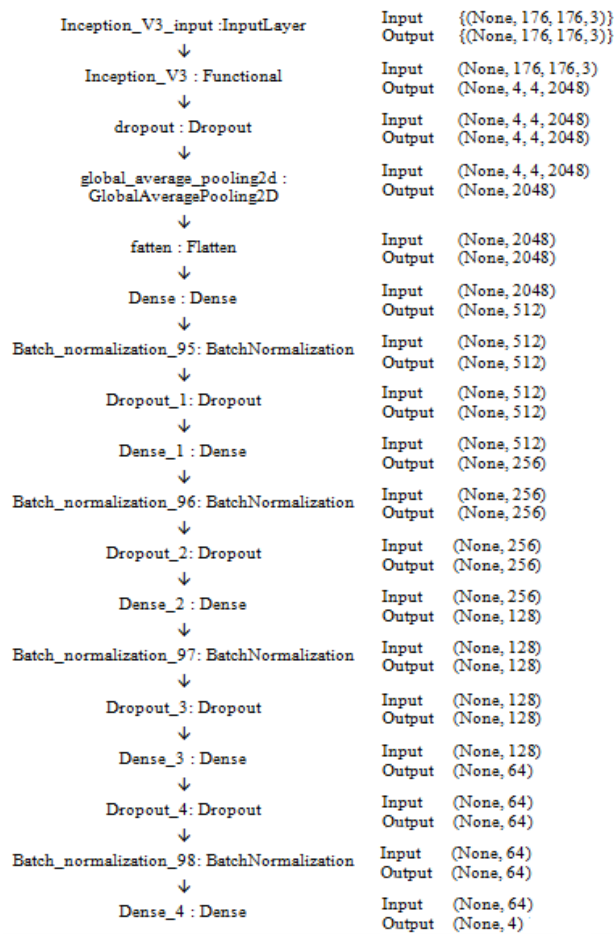 Inception_V3_input :InputLayer Input {(None, 176, 176,3)}
Output {(None, 176, 176,3)}
↓
Inception_V3 : Functional Input (None, 176, 176,3)
Output (None, 4, 4, 2048)
↓
dropout : Dropout Input (None, 4, 4, 2048)
Output (None, 4, 4, 2048)
↓
global_average_pooling2d : Input (None, 4, 4, 2048)
GlobalAveragePooling2D Output (None, 2048)
↓
fatten : Flatten Input (None, 2048)
Output (None, 2048)
↓
Dense : Dense Input (None, 2048)
Output (None, 512)
↓
Batch_normalization_95: BatchNormalization Input (None, 512)
Output (None, 512)
↓
Dropout_1: Dropout Input (None, 512)
Output (None, 512)
↓
Dense_1 : Dense Input (None, 512)
Output (None, 256)
↓
Batch_normalization_96: BatchNormalization Input (None, 256)
Output (None, 256)
↓
Dropout_2: Dropout Input (None, 256)
Output (None, 256)
↓
Dense_2 : Dense Input (None, 256)
Output (None, 128)
↓
Batch_normalization_97: BatchNormalization Input (None, 128)
Output (None, 128)
↓
Dropout_3: Dropout Input (None, 128)
Output (None, 128)
↓
Dense_3 : Dense Input (None, 128)
Output (None, 64)
↓
Dropout_4: Dropout Input (None, 64)
Output (None, 64)
↓
Batch_normalization_98: BatchNormalization Input (None, 64)
Output (None, 64)
↓
Dense_4 : Dense Input (None, 64)
Output (None, 4)